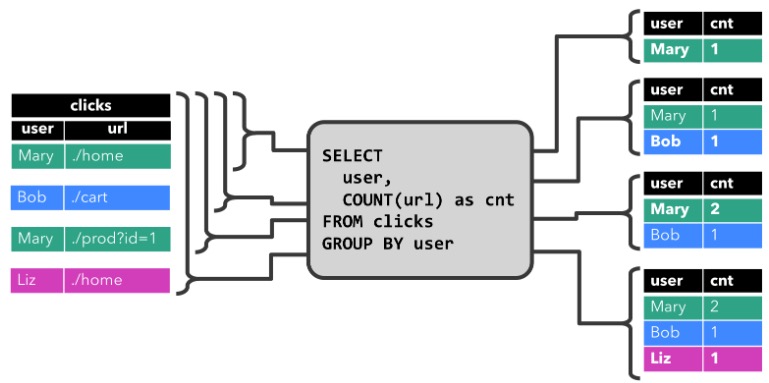 clicks
user url
Mary ./home
Bob ./cart
Mary ./prod?id=1
Liz ./home
SELECT
user,
COUNT(url) as cnt
FROM clicks
GROUP BY user
user cnt
Mary 1
user cnt
Mary 1
Bob 1
user cnt
Mary 2
Bob 1
user cnt
Mary 2
Bob 1
Liz 1